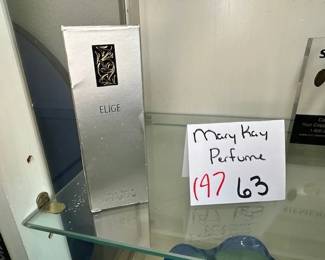 ELIGE
Mary Kay
Perfume
147 63
S